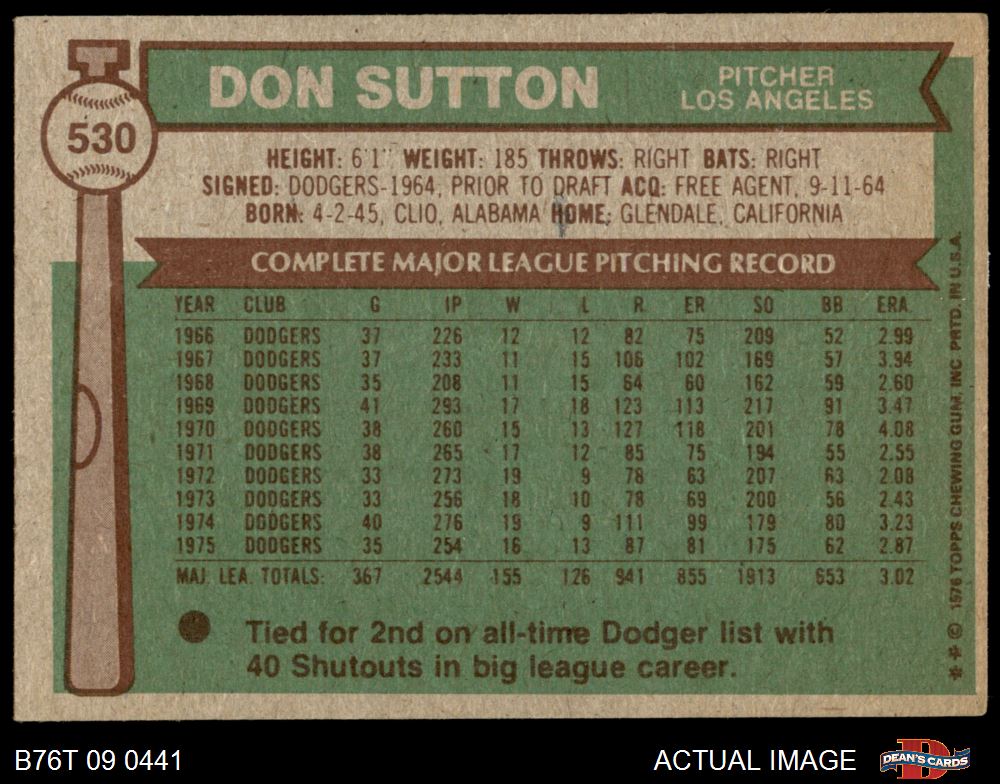 T
530
DON SUTTON
PITCHER
LOS ANGELES
HEIGHT: 6'1" WEIGHT: 185 THROWS: RIGHT BATS: RIGHT
SIGNED: DODGERS-1964, PRIOR TO DRAFT ACQ: FREE AGENT, 9-11-64
BORN: 4-2-45, CLIO, ALABAMA HOME: GLENDALE, CALIFORNIA
COMPLETE MAJOR LEAGUE PITCHING RECORD
YEAR CLUB G IP W L R ER SO BB ERA
1966 DODGERS 37 226 12 12 82 75 209 52 2.99
1967 DODGERS 37 233 11 15 106 102 169 57 3.94
1968 DODGERS 35 208 11 15 64 60 162 59 2.60
1969 DODGERS 41 293 17 18 123 113 217 91 3.47
1970 DODGERS 38 260 15 13 127 118 201 78 4.08
1971 DODGERS 38 265 17 12 85 75 194 55 2.55
1972 DODGERS 33 273 19 9 78 63 207 63 2.08
1973 DODGERS 33 256 18 10 78 69 200 56 2.43
1974 DODGERS 40 276 19 9 111 99 179 80 3.23
1975 DODGERS 35 254 16 13 87 81 175 62 2.87
MAJ. LEA. TOTALS: 367 2544 155 126 941 855 1913 653 3.02
Tied for 2nd on all-time Dodger list with
40 Shutouts in big league career.
** © 1976 TOPPS CHEWING GUM, INC PRTD. IN U.S.A.
B76T 09 0441
ACTUAL IMAGE
D
DEAN'S CARDS